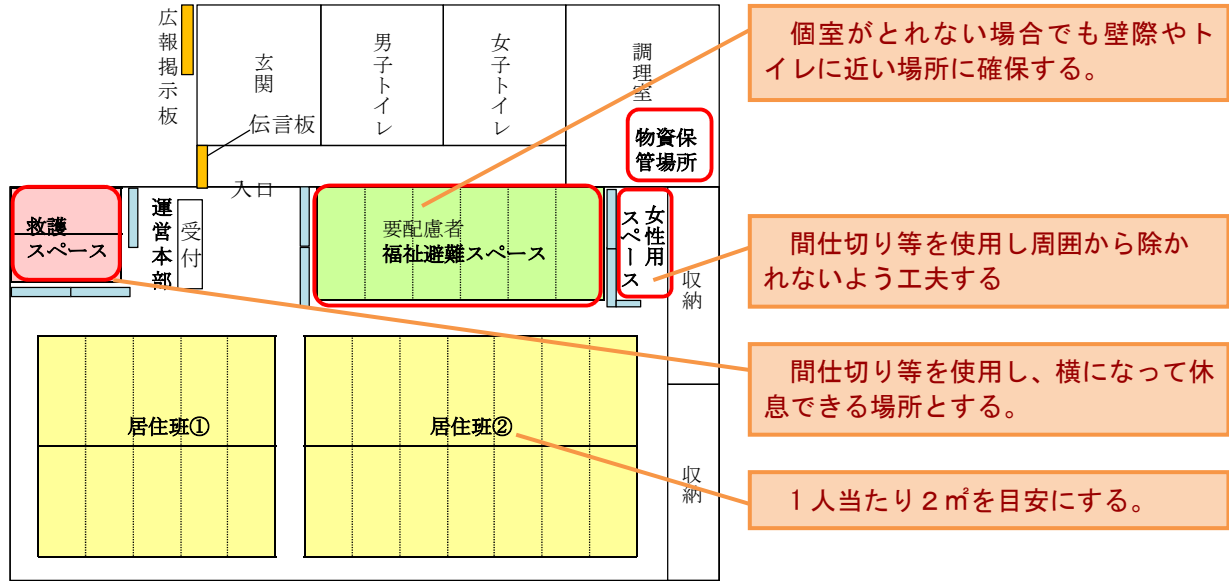 広報掲示板
玄関
男子トイレ
女子トイレ
調理室
伝言板
物資保
管場所
入口
救護
スペース
運営本部
受付
要配慮者
福祉避難スペース
女性用
スペース
収納
居住班①
居住班②
収納
個室がとれない場合でも壁際やト
イレに近い場所に確保する。
間仕切り等を使用し周囲から除か
れないよう工夫する
間仕切り等を使用し、横になって休
息できる場所とする。
1人当たり2㎡を目安にする。